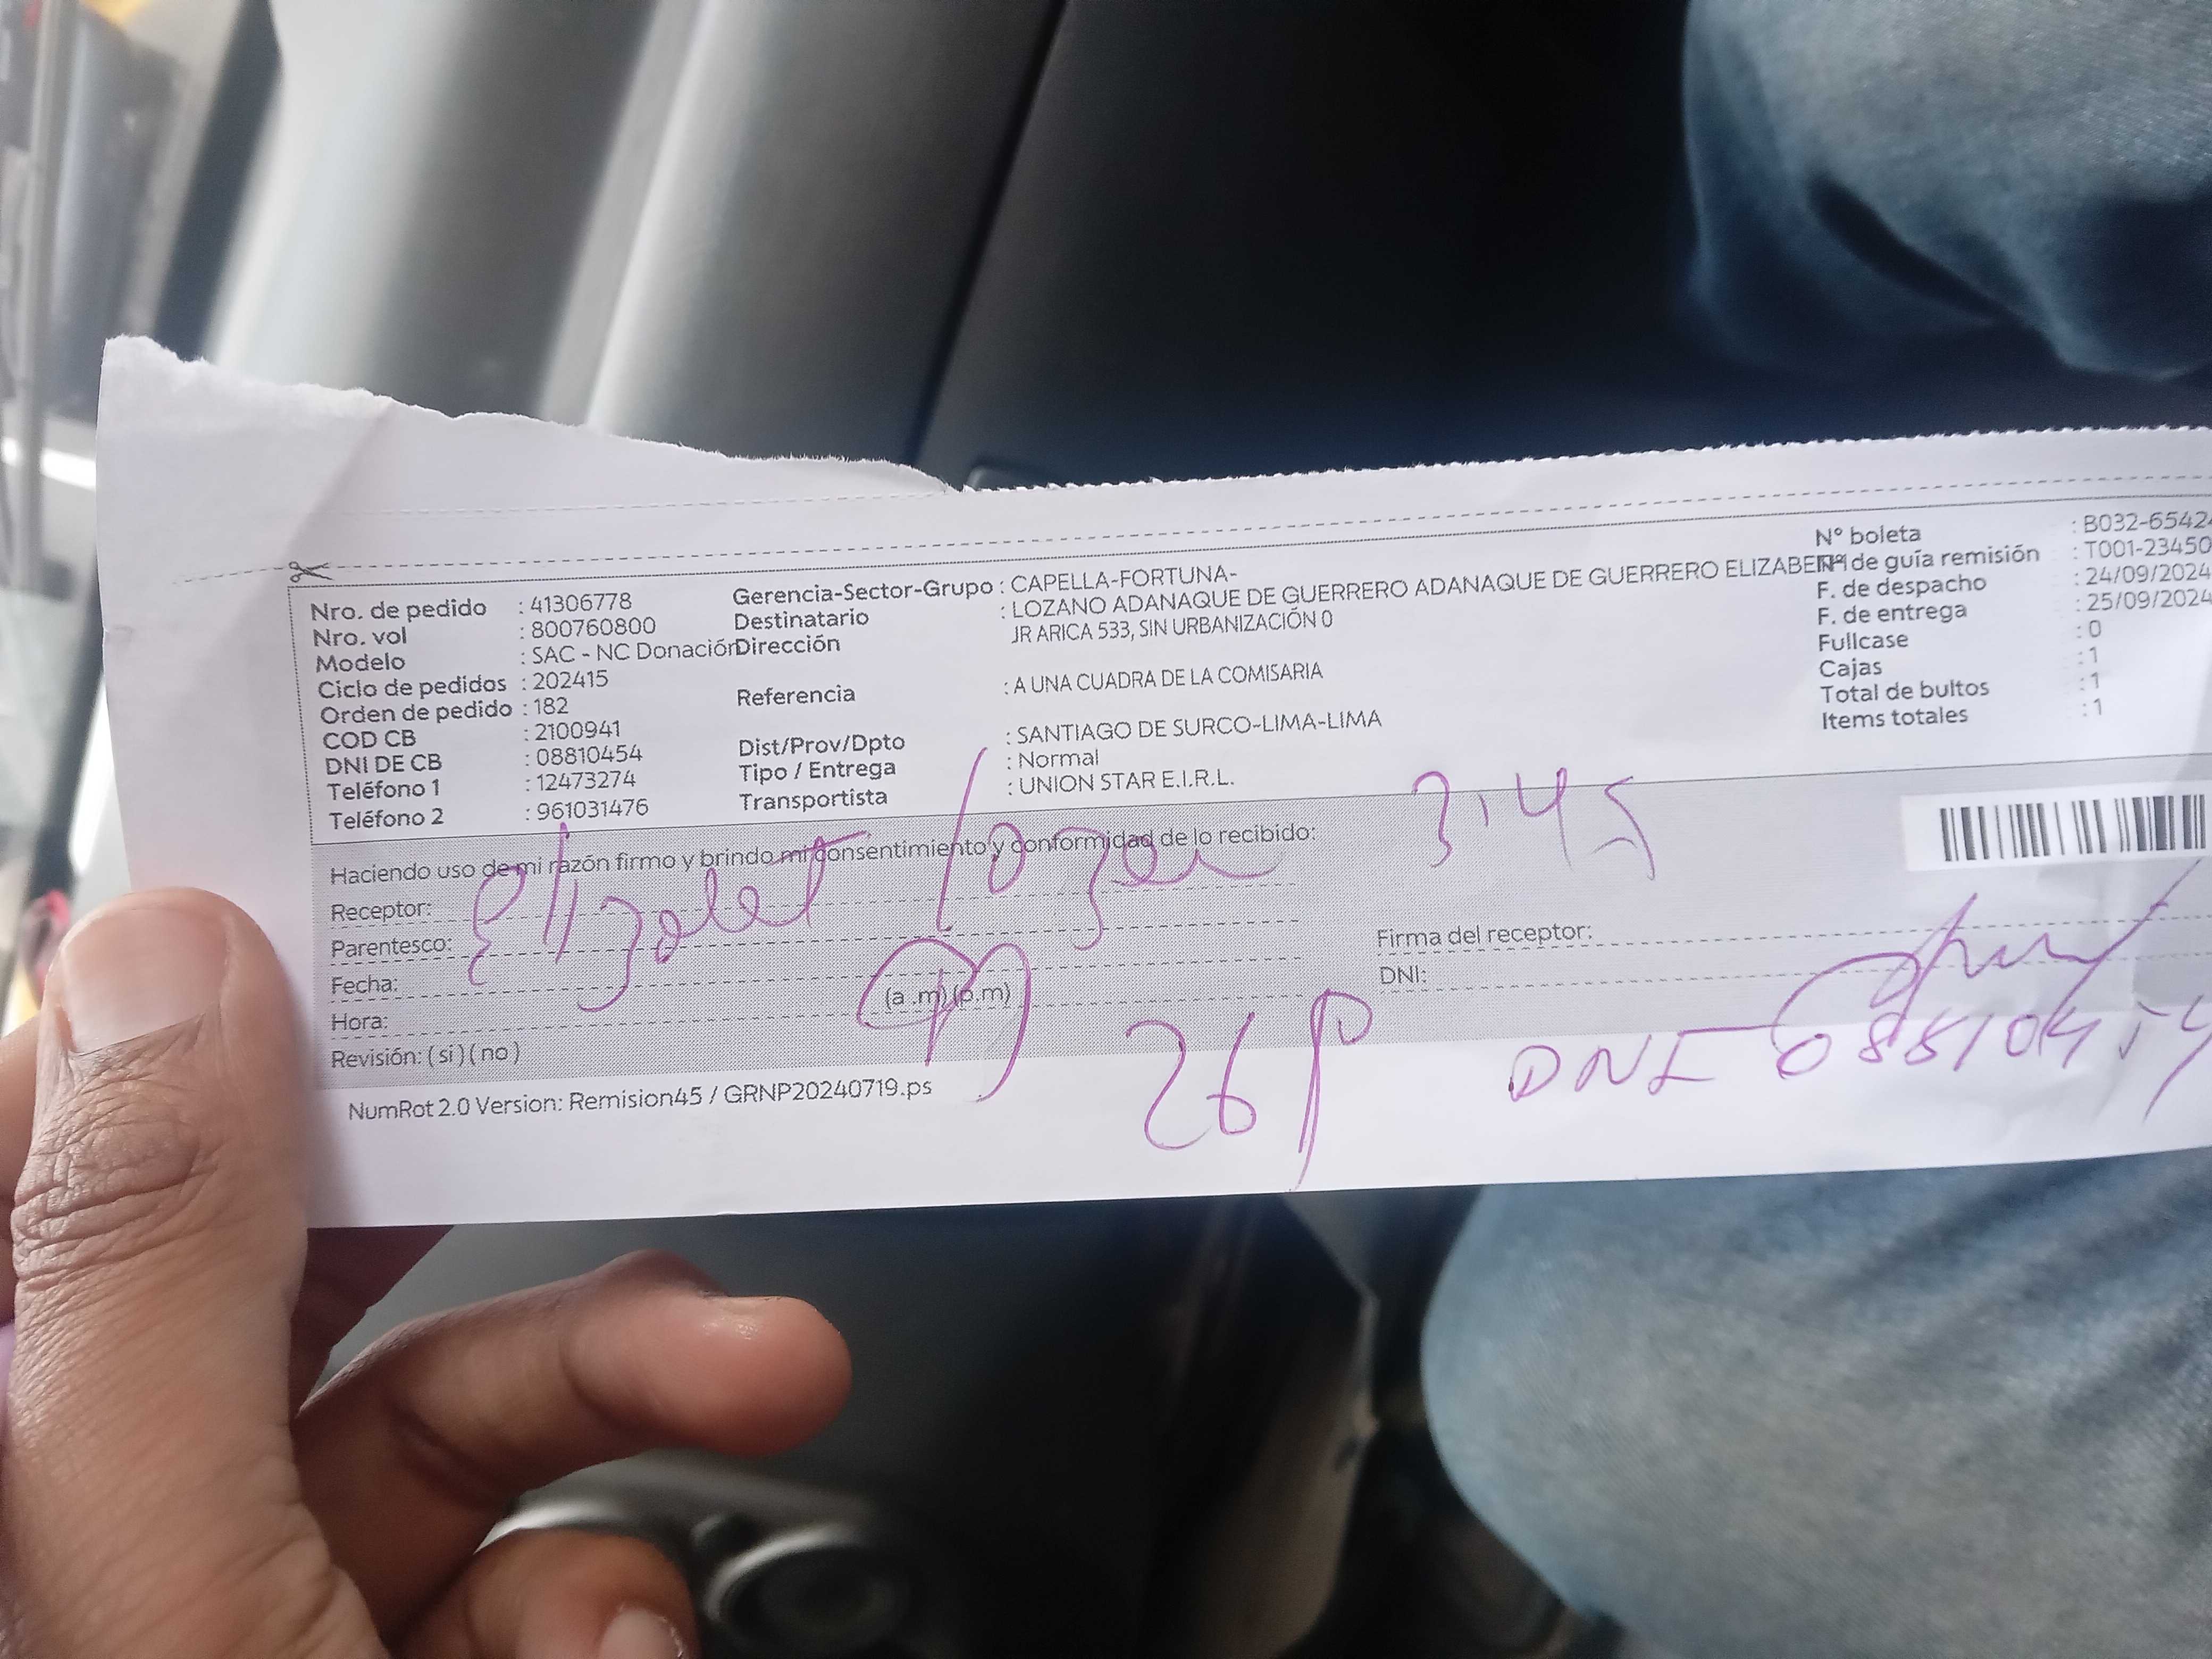 Nro. de pedido : 41306778
Nro. vol : 800760800
Modelo : SAC - NC Donación
Ciclo de pedidos : 202415
Orden de pedido : 182
COD CB : 2100941
DNI DE CB : 08810454
Teléfono 1 : 12473274
Teléfono 2 : 961031476
Gerencia-Sector-Grupo : CAPELLA-FORTUNA-
Destinatario : LOZANO ADANAQUE DE GUERRERO ADANAQUE DE GUERRERO ELIZABE
Dirección JR ARICA 533, SIN URBANIZACIÓN 0
Referencia : A UNA CUADRA DE LA COMISARIA
Dist/Prov/Dpto : SANTIAGO DE SURCO-LIMA-LIMA
Tipo / Entrega : Normal
Transportista : UNION STAR E.I.R.L.
N° boleta : B032-6542
de guía remisión : T001-23450
F. de despacho : 24/09/2024
F. de entrega : 25/09/2024
Fullcase : 0
Cajas : 1
Total de bultos : 1
Items totales : 1
Haciendo uso de mi razón firmo y brindo mi consentimiento y conformidad de lo recibido:
3:45
Receptor: Elizabet
Parentesco:
Fecha:
Hora: (a .m) (p.m)
Revisión: ( si ) ( no )
Firma del receptor:
DNI:
26
DNI 08810454
NumRot 2.0 Version: Remision45 / GRNP20240719.ps